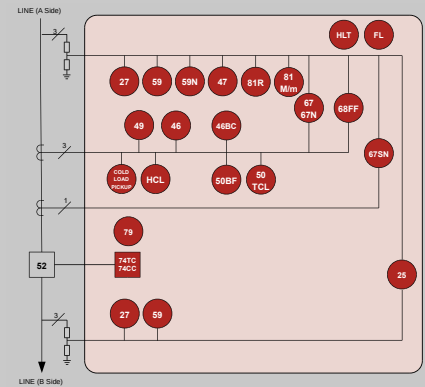 LINE (A Side)
HLT
FL
3
27
59
59N
47
81R
81
M/m
67
67N
68FF
49
46
46BC
3
67SN
COLD
LOAD
PICKUP
HCL
50BF
50
TCL
1
79
52
74TC
74CC
25
27
59
3
LINE (B Side)